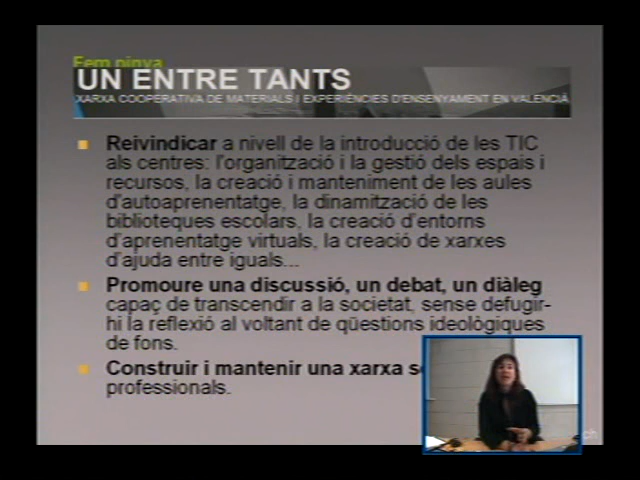 Fem pinya
UN ENTRE TANTS
XARXA COOPERATIVA DE MATERIALS I EXPERIÈNCIES D'ENSENYAMENT EN VALENCIÀ
Reivindicar a nivell de la introducció de les TIC
als centres: l'organització i la gestió dels espais i
recursos, la creació i manteniment de les aules
d'autoaprenentatge, la dinamització de les
biblioteques escolars, la creació d'entorns
d'aprenentatge virtuals, la creació de xarxes
d'ajuda entre iguals...
Promoure una discussió, un debat, un diàleg
capaç de transcendir a la societat, sense defugir-
hi la reflexió al voltant de qüestions ideològiques
de fons.
Construir i mantenir una xarxa
professionals.